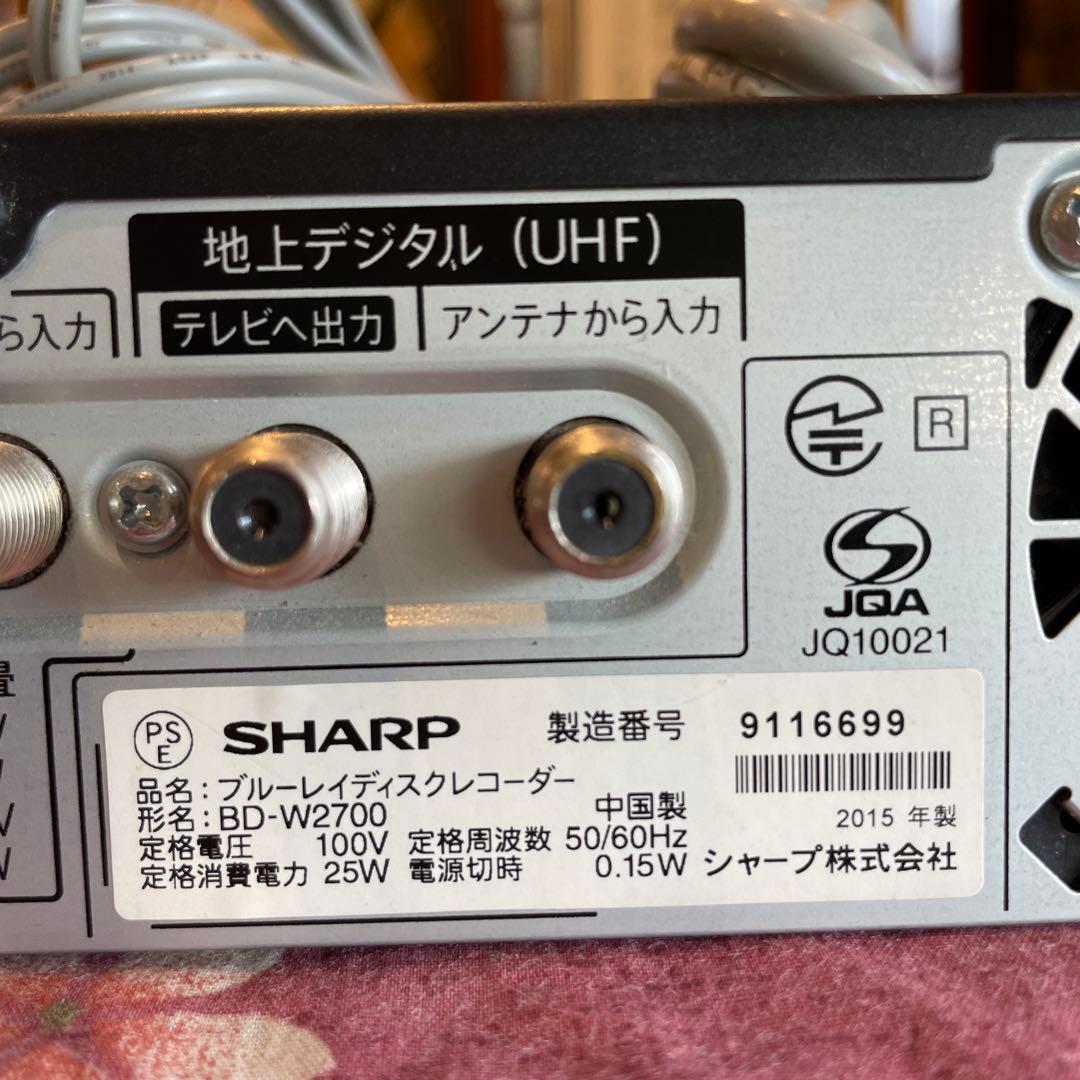 2014
地上デジタル (UHF)
ら入力
テレビへ出力
アンテナから入力
R
JQA
JQ10021
量
W
W
V
W
PS
E
SHARP
製造番号 9116699
品名:ブルーレイディスクレコーダー
形名:BD-W2700 中国製 2015 年製
定格電圧 100V 定格周波数 50/60Hz
定格消費電力 25W 電源切時 0.15W シャープ株式会社